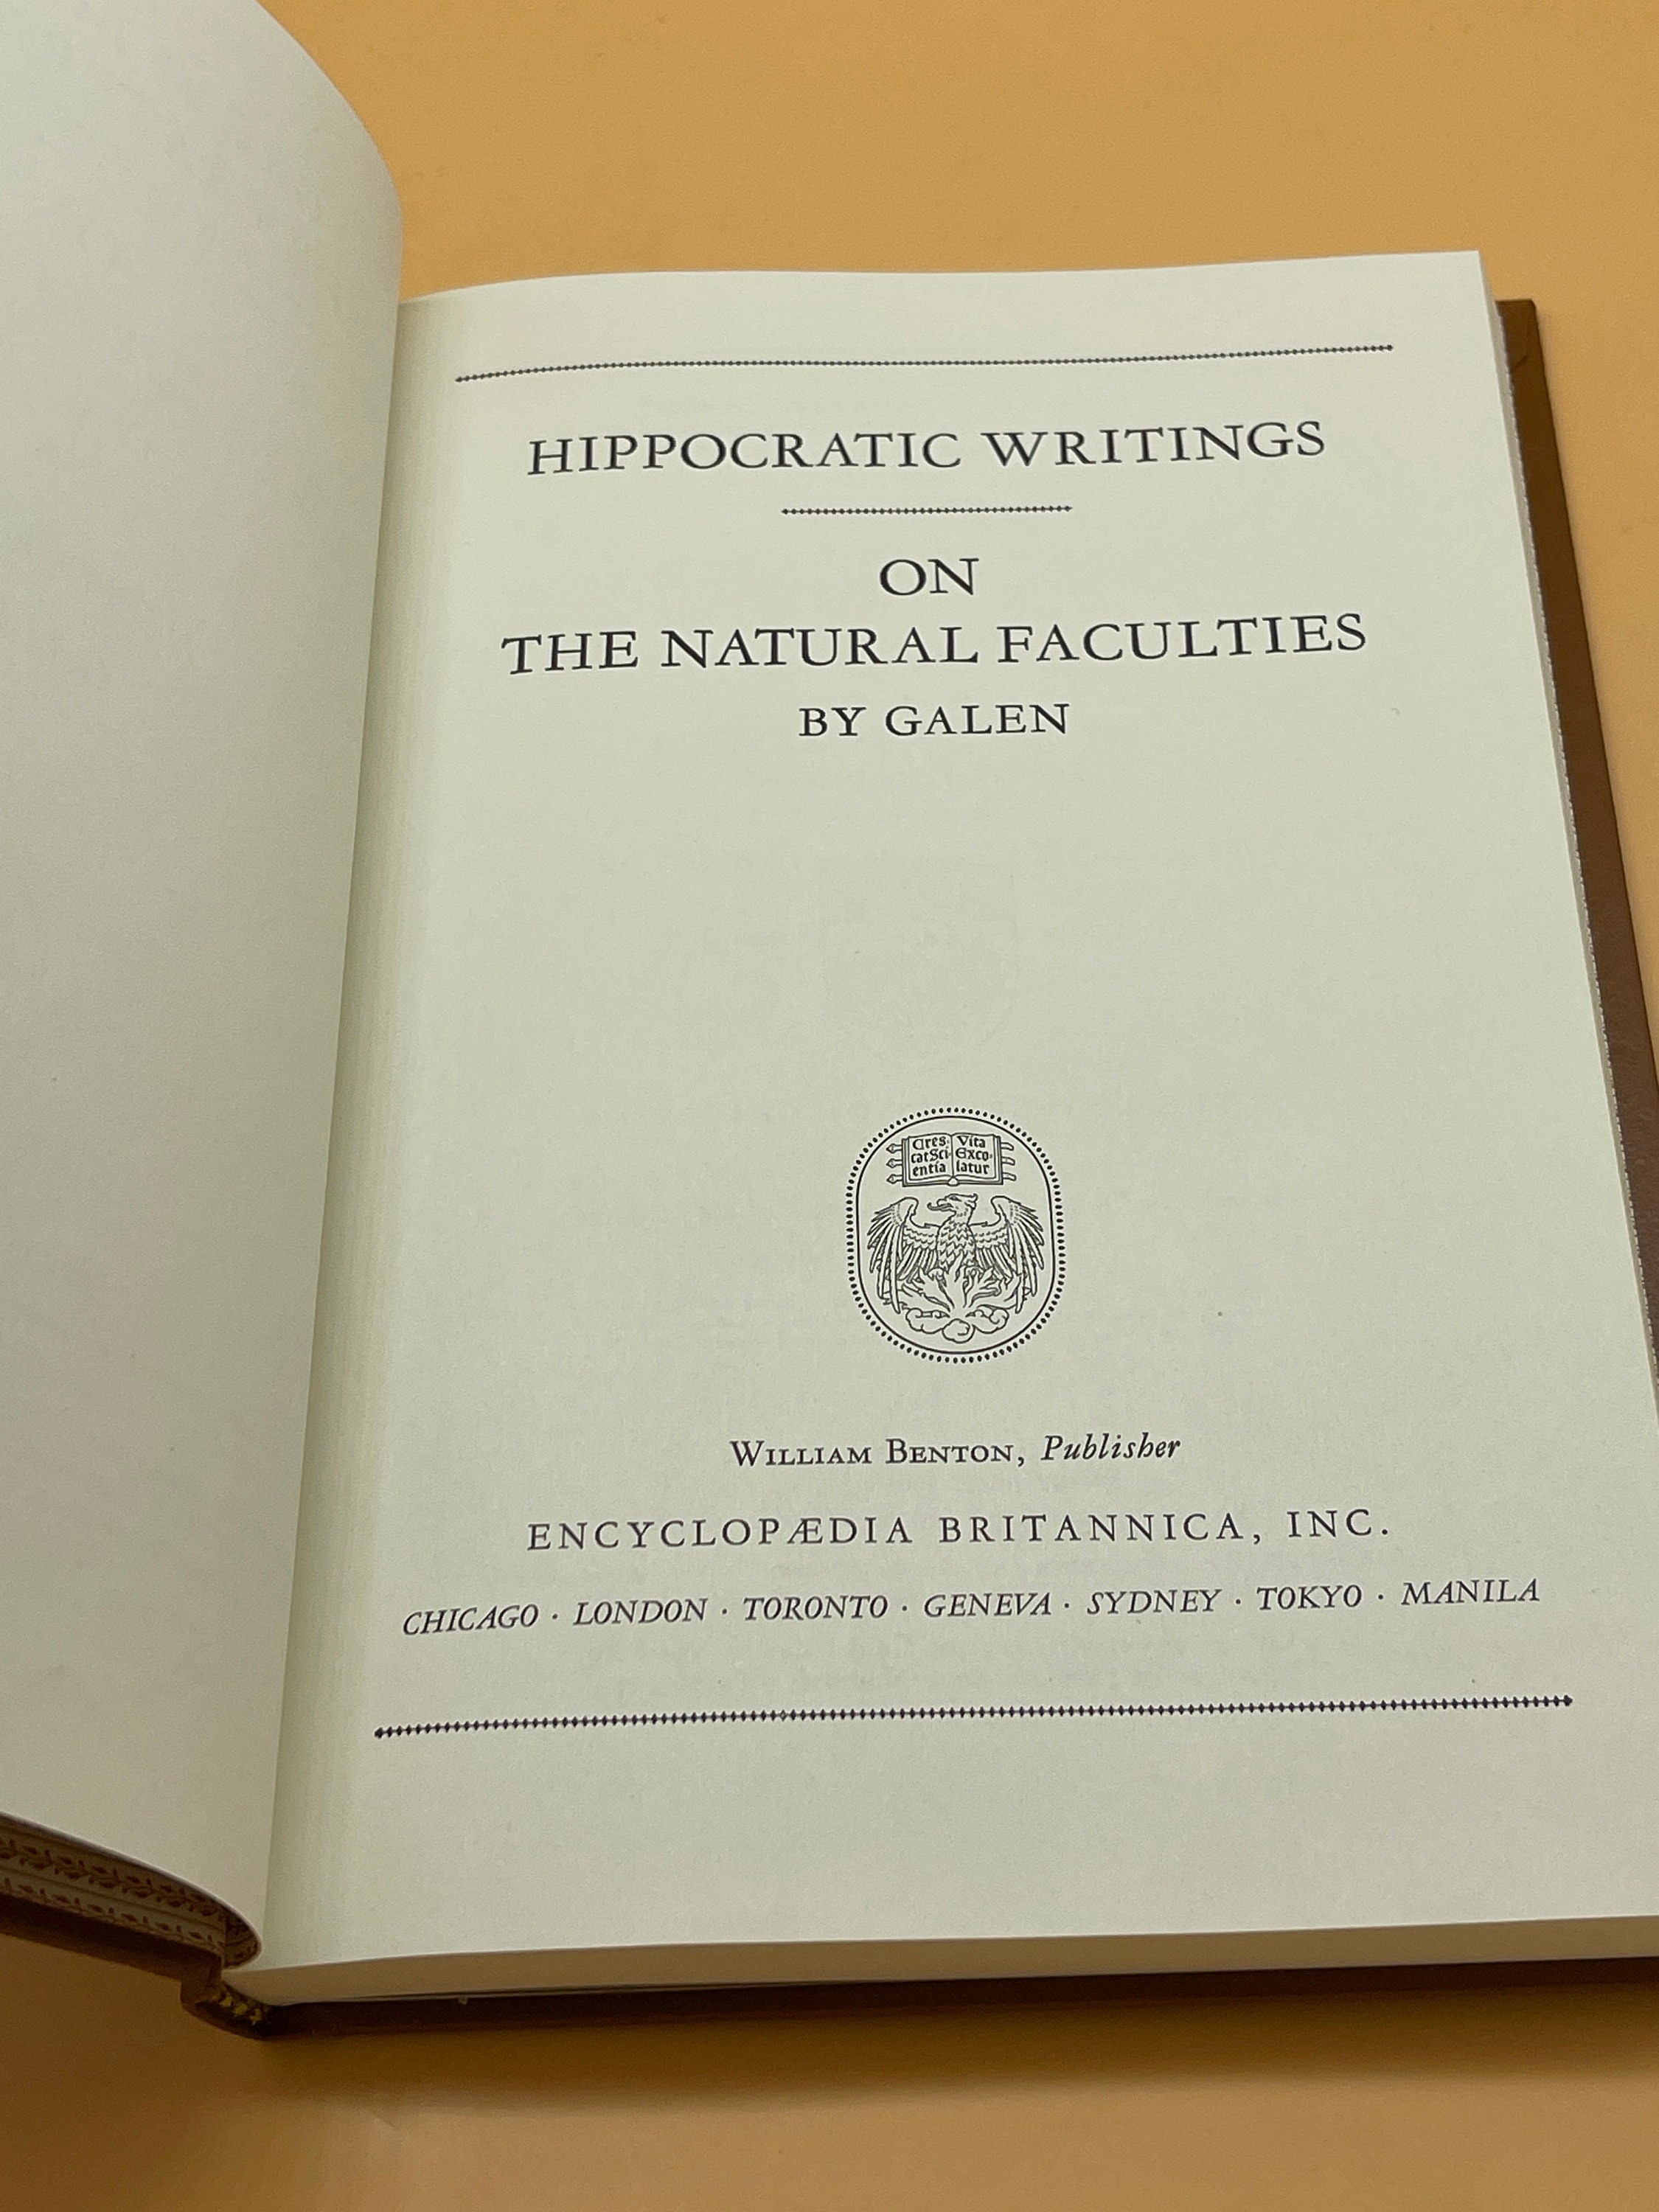 HIPPOCRATIC WRITINGS
ON
THE NATURAL FACULTIES
BY GALEN
Cres Vita
cat Sci Exco
entia latur
WILLIAM BENTON, Publisher
ENCYCLOPÆDIA BRITANNICA, INC.
CHICAGO · LONDON · TORONTO · GENEVA · SYDNEY · TOKYO · MANILA